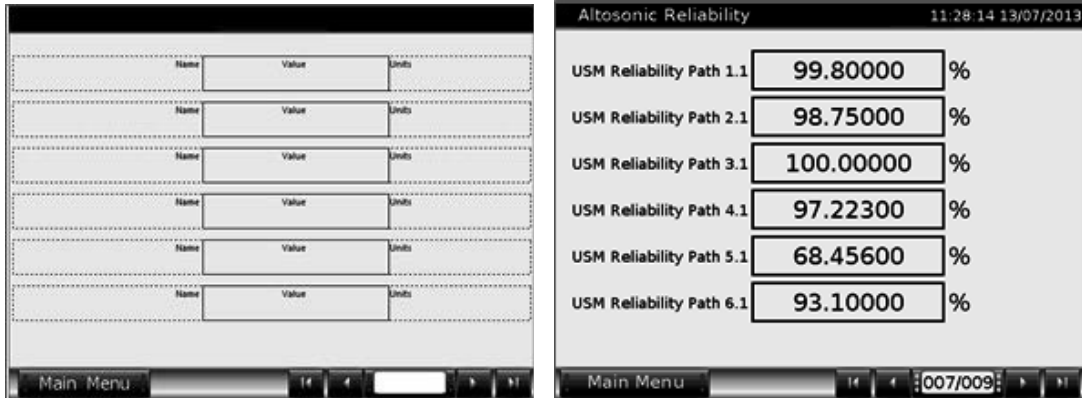 Name Value Units
Name Value Units
Name Value Units
Name Value Units
Name Value Units
Name Value Units
Main Menu
Altosonic Reliability 11:28:14 13/07/2013
USM Reliability Path 1.1 99.80000 %
USM Reliability Path 2.1 98.75000 %
USM Reliability Path 3.1 100.00000 %
USM Reliability Path 4.1 97.22300 %
USM Reliability Path 5.1 68.45600 %
USM Reliability Path 6.1 93.10000 %
Main Menu 007/009